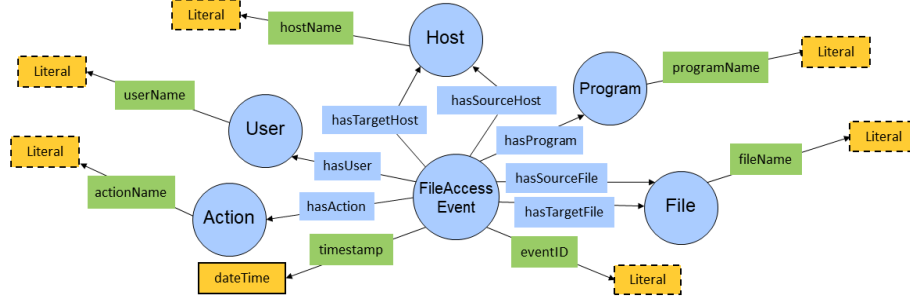 Literal
hostName
Host
Literal
userName
Literal
programName
Program
hasTargetHost
hasSourceHost
User
hasProgram
Literal
fileName
Literal
actionName
hasUser
FileAccess
Event
hasSourceFile
hasTargetFile
File
hasAction
Action
timestamp
eventID
dateTime
Literal